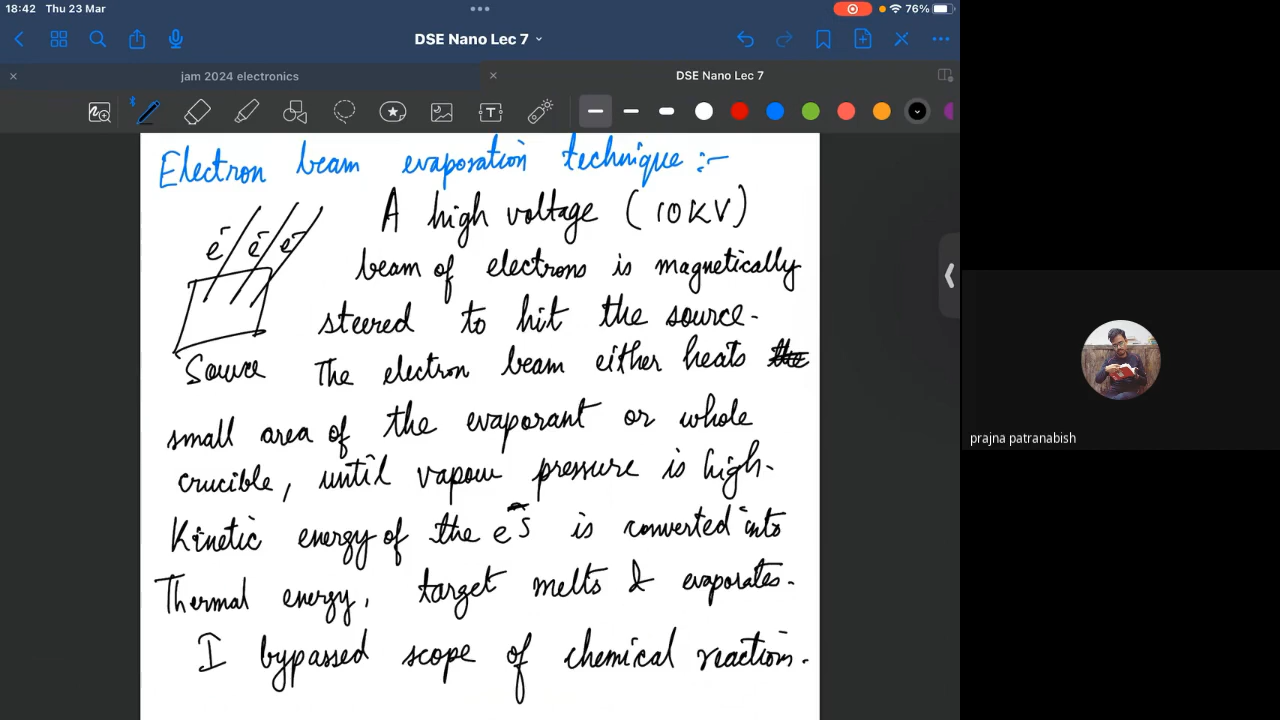 18:42 Thu 23 Mar
76%
DSE Nano Lec 7
jam 2024 electronics
DSE Nano Lec 7
Electron beam evaporation technique :-
A high voltage (10KV)
e⁻ e⁻ e⁻
beam of electrons is magnetically
steered to hit the source.
Source The electron beam either heats the
small area of the evaporant or whole
crucible, until vapour pressure is high.
Kinetic energy of the e⁻s is converted into
Thermal energy, target melts & evaporates.
I bypassed scope of chemical reaction.
prajna patranabish